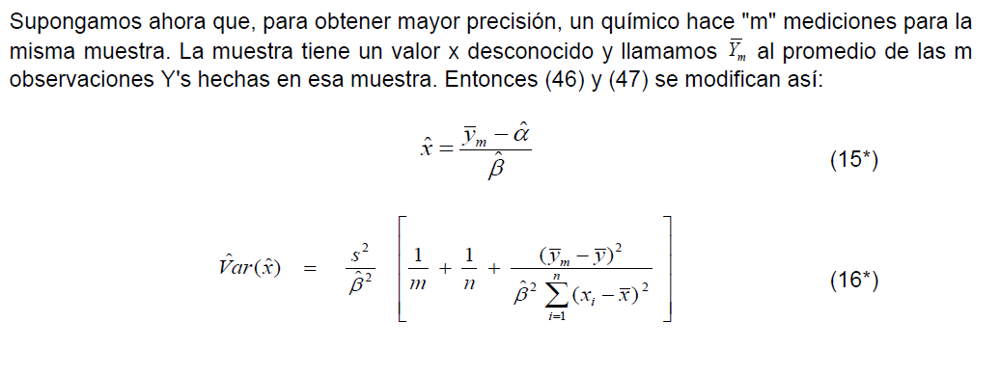 Supongamos ahora que, para obtener mayor precisión, un químico hace "m" mediciones para la
misma muestra. La muestra tiene un valor x desconocido y llamamos $\overline{Y}_m$ al promedio de las m
observaciones Y's hechas en esa muestra. Entonces (46) y (47) se modifican así:
$\hat{x} = \frac{\overline{y}_m - \hat{\alpha}}{\hat{\beta}}$ (15*)
$\hat{V}ar(\hat{x}) = \frac{s^2}{\hat{\beta}^2} \left[ \frac{1}{m} + \frac{1}{n} + \frac{(\overline{y}_m - \overline{y})^2}{\hat{\beta}^2 \sum_{i=1}^{n} (x_i - \overline{x})^2} \right]$ (16*)